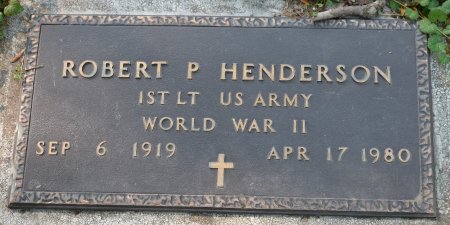 ROBERT P HENDERSON
1ST LT US ARMY
WORLD WAR II
SEP 6 1919 APR 17 1980